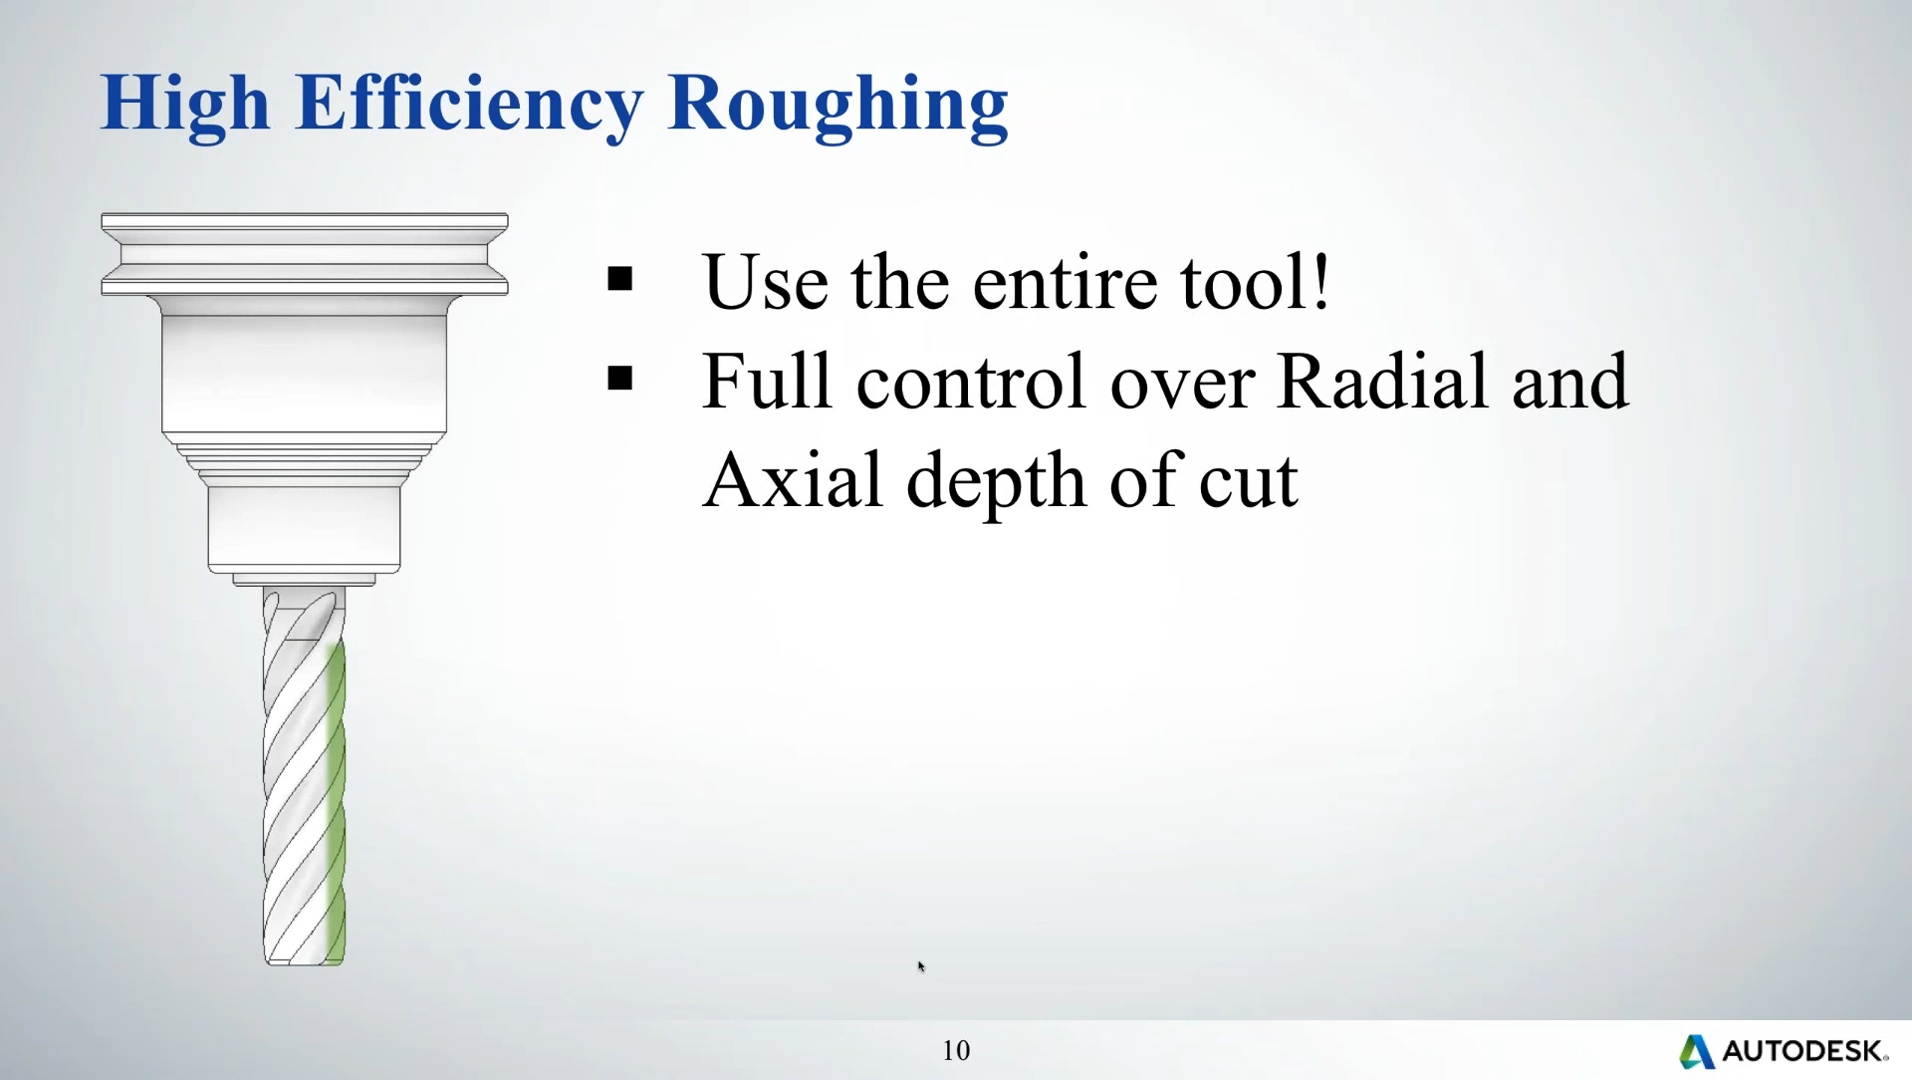 High Efficiency Roughing
▪ Use the entire tool!
▪ Full control over Radial and
Axial depth of cut
10
AUTODESK®